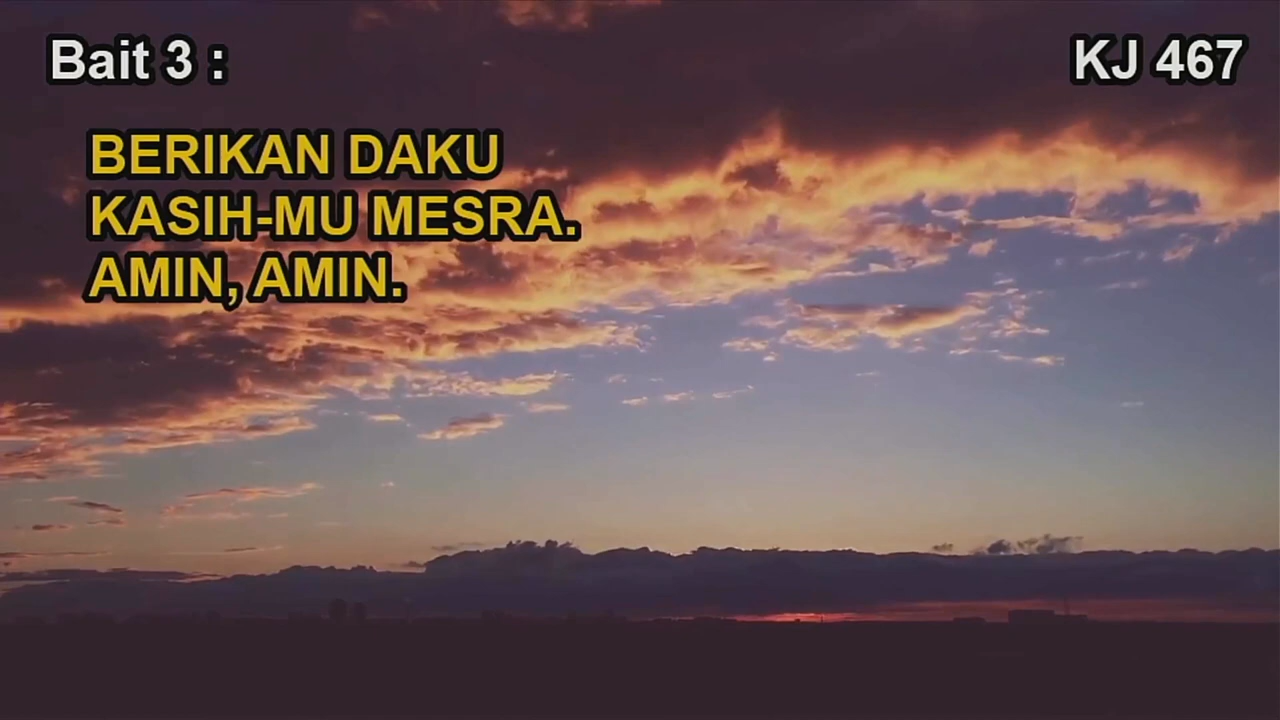 Bait 3 :
KJ 467
BERIKAN DAKU
KASIH-MU MESRA.
AMIN, AMIN.